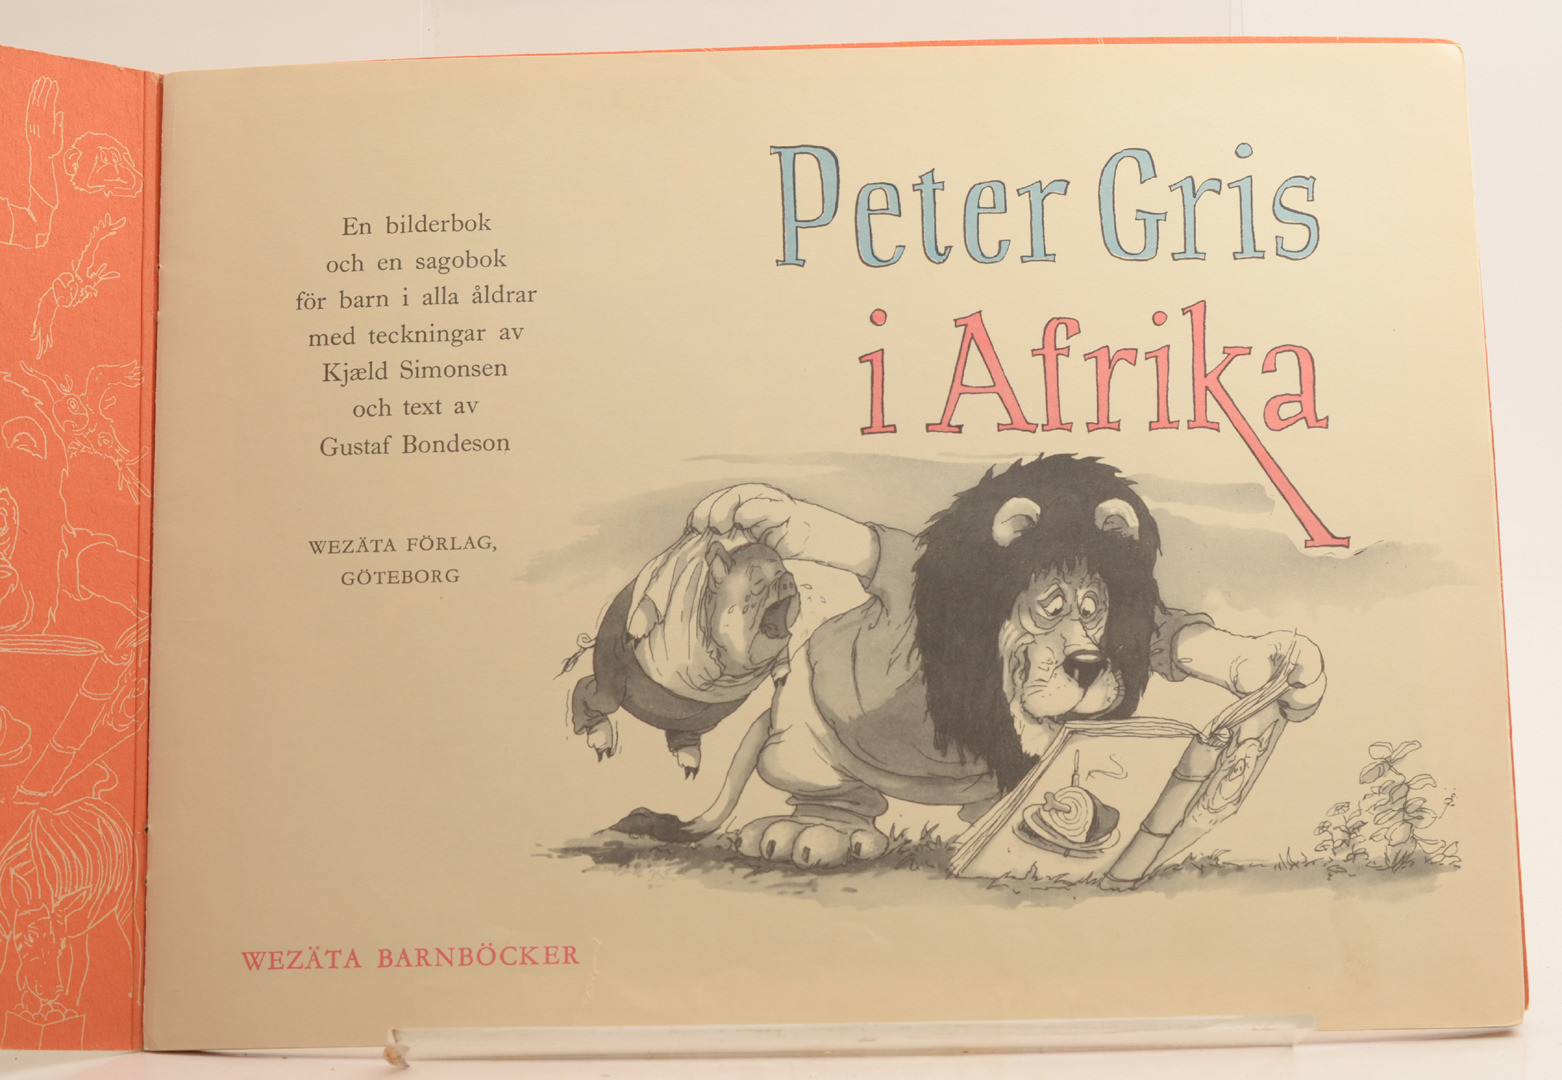 En bilderbok
och en sagobok
för barn i alla åldrar
med teckningar av
Kjæld Simonsen
och text av
Gustaf Bondeson
WEZÄTA FÖRLAG,
GÖTEBORG
WEZÄTA BARNBÖCKER
Peter Gris
i Afrika